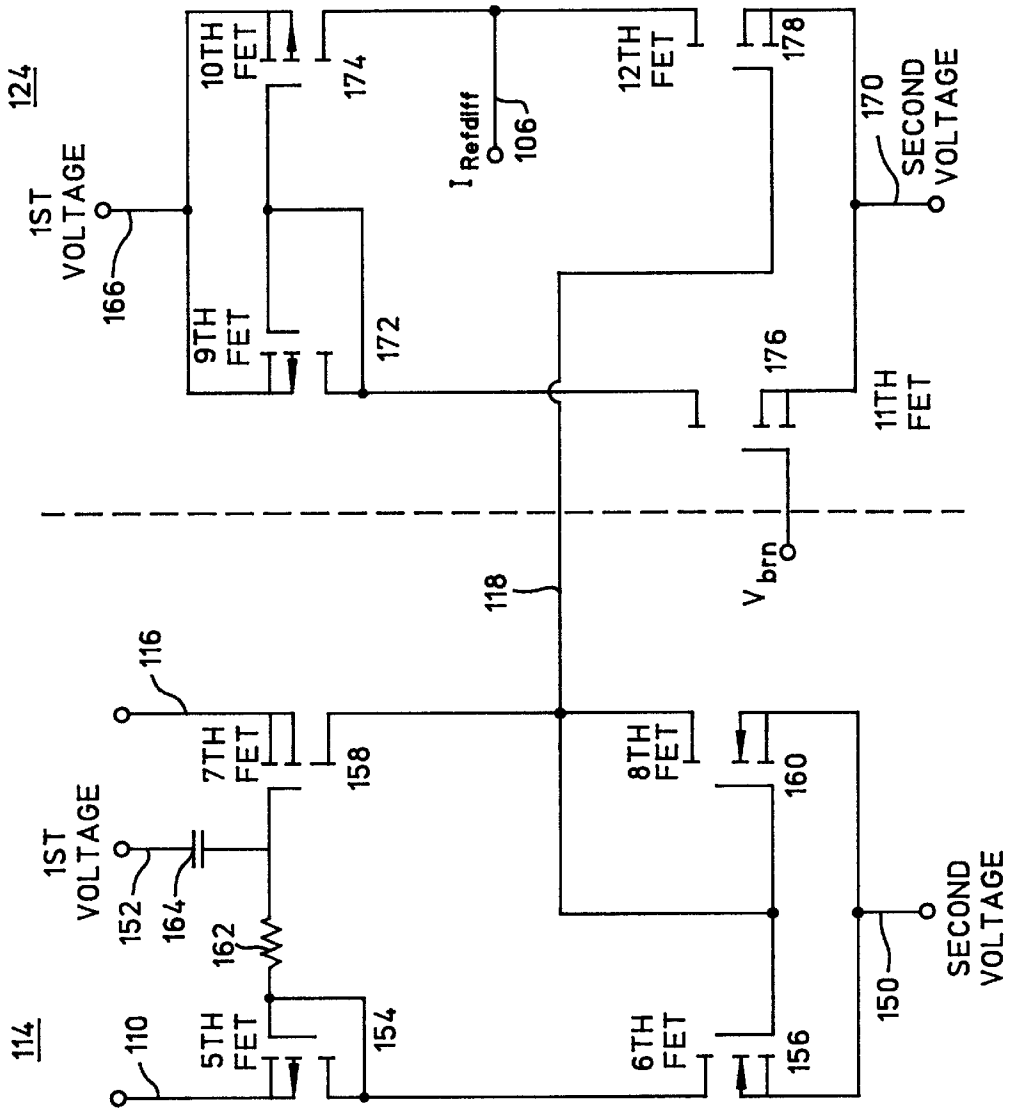 114
110
5TH
FET
154
162
164
152
1ST
VOLTAGE
7TH
FET
158
116
6TH
FET
156
8TH
FET
160
150
SECOND
VOLTAGE
118
124
1ST
VOLTAGE
166
9TH
FET
172
10TH
FET
174
I Refdiff
106
Vbrn
176
11TH
FET
12TH
FET
178
170
SECOND
VOLTAGE